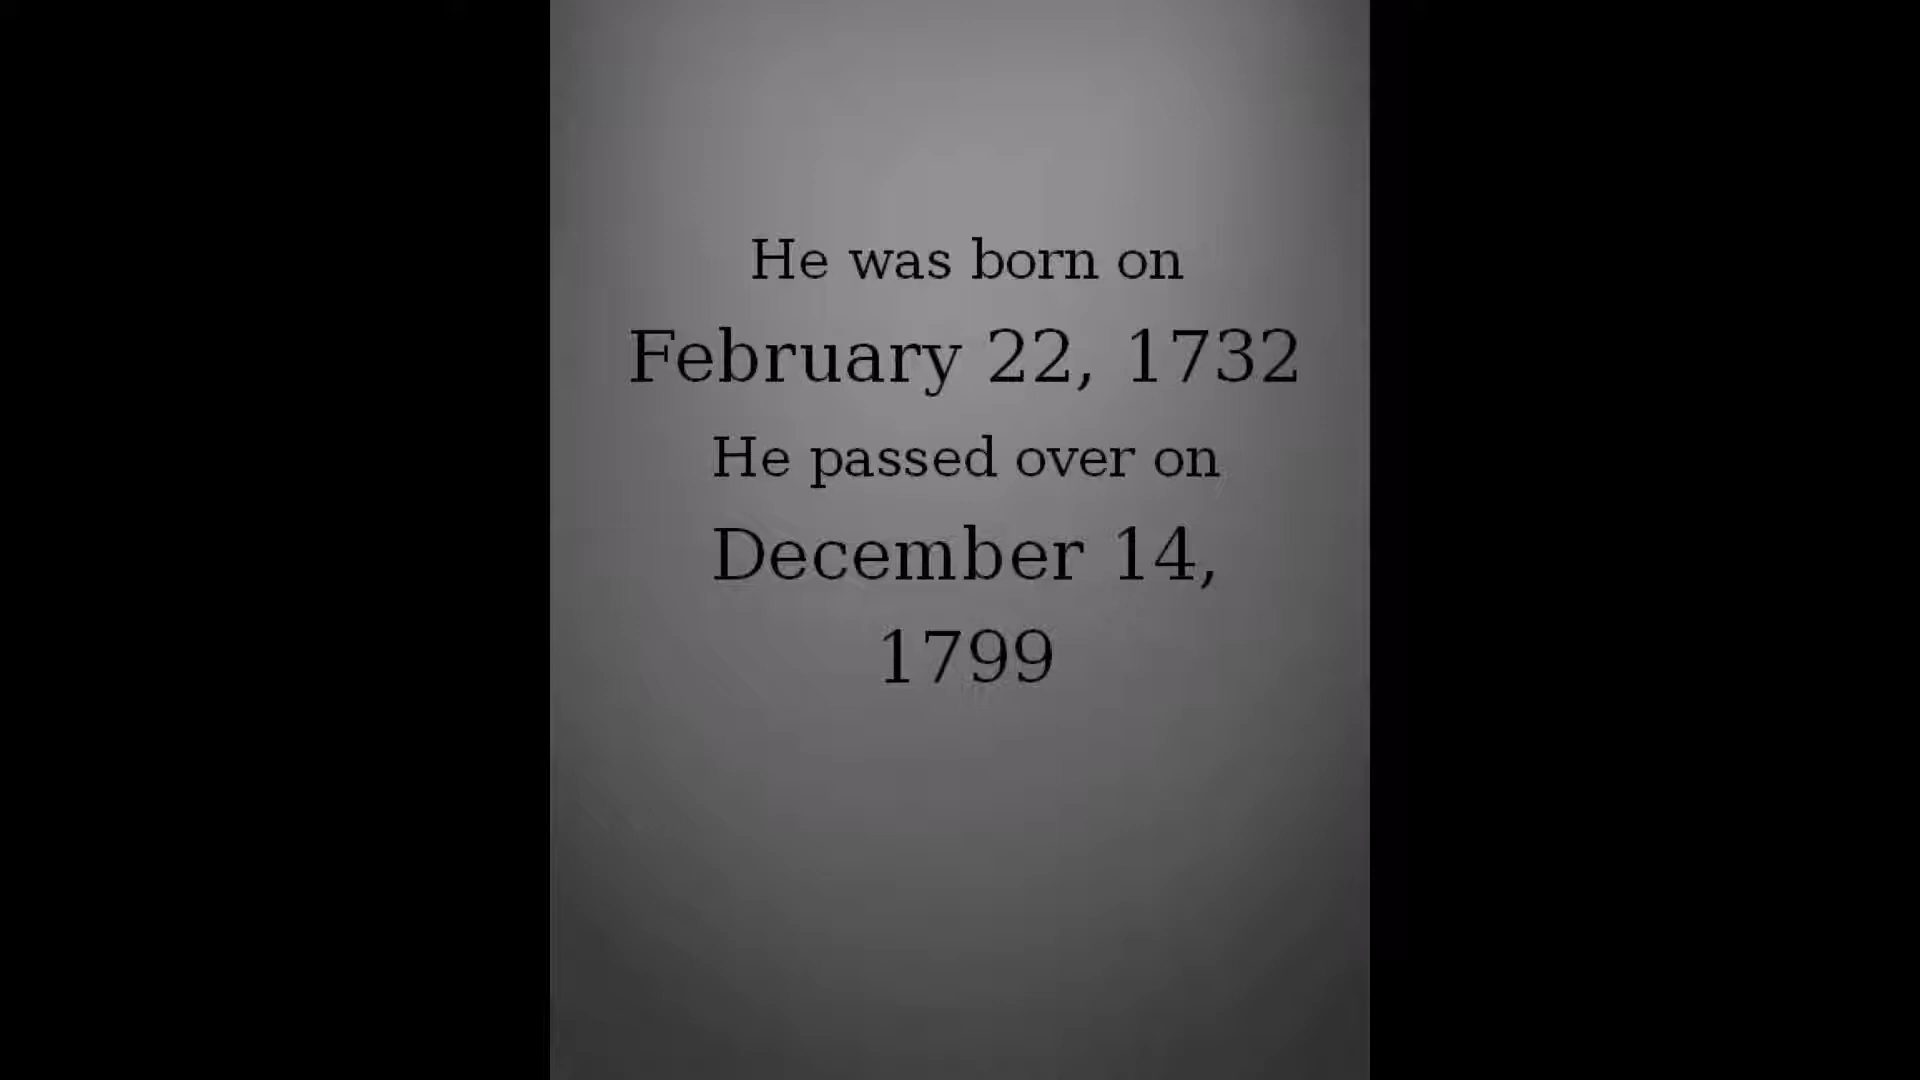 He was born on
February 22, 1732
He passed over on
December 14,
1799